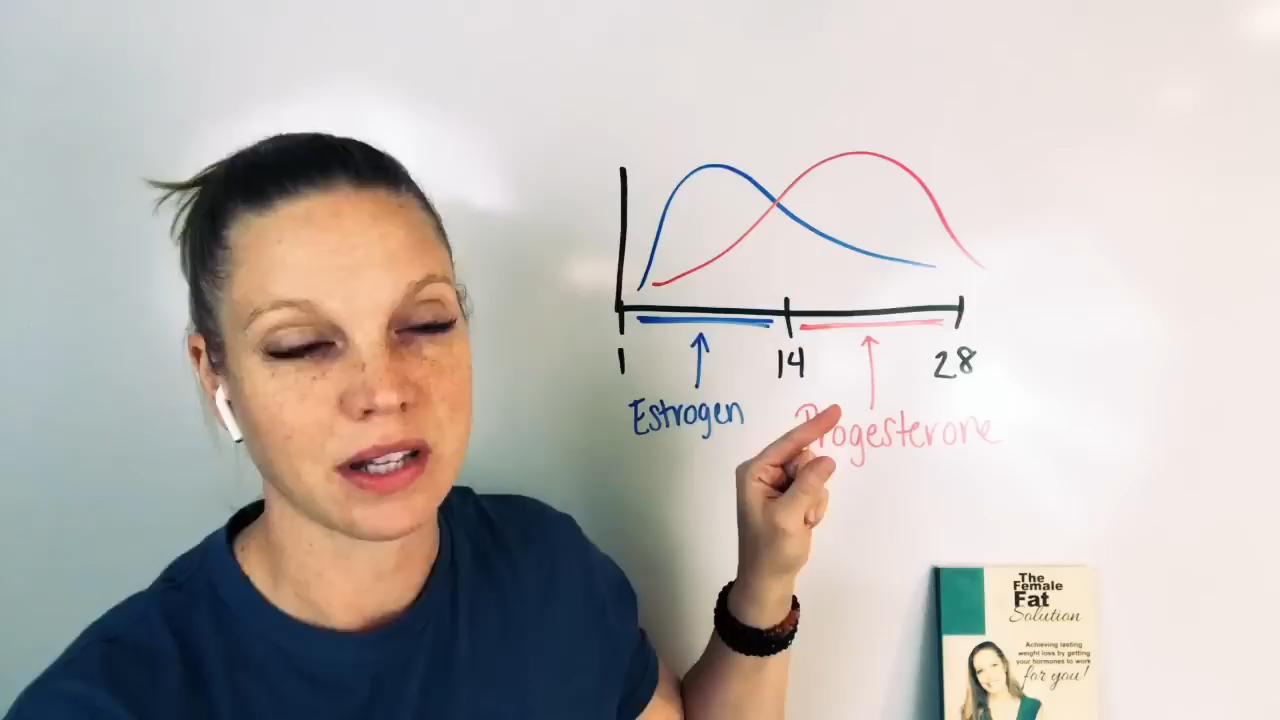 1 14 28
Estrogen
Progesterone
The
Female
Fat
Solution
Achieving lasting
weight loss by getting
your hormones to work
for you!